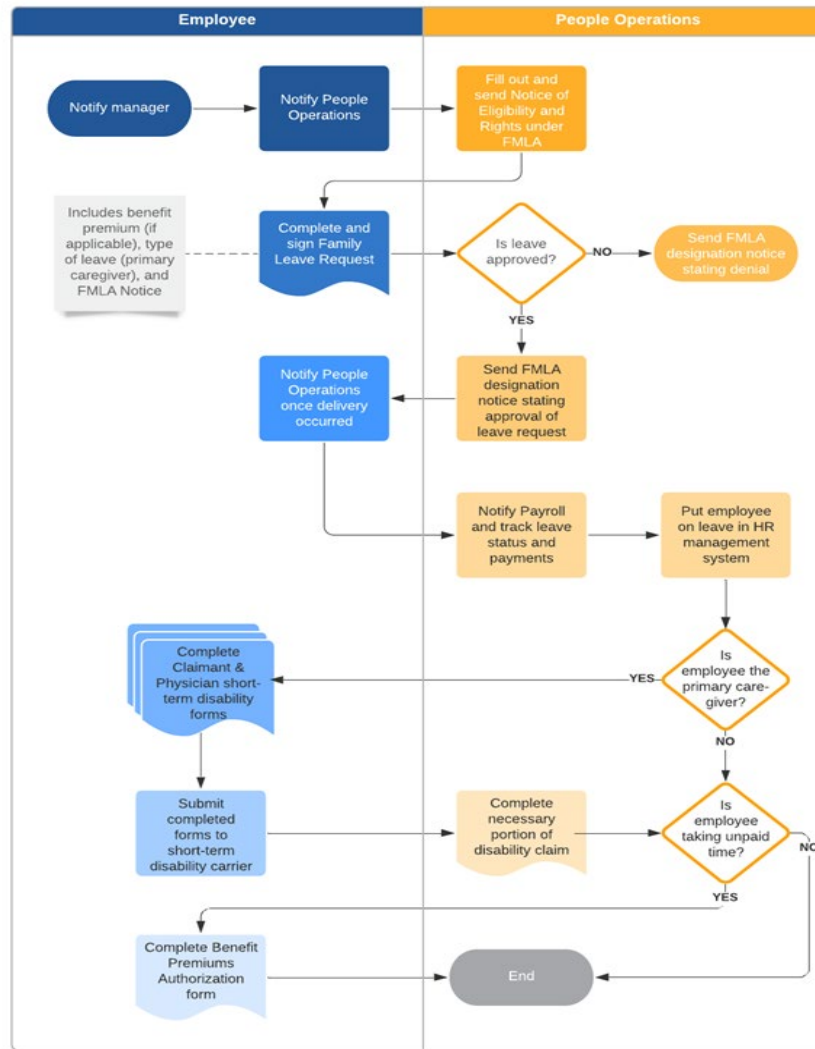 Employee
People Operations
Notify manager
Notify People
Operations
Fill out and
send Notice of
Eligibility and
Rights under
FMLA
Includes benefit
premium (if
applicable), type
of leave (primary
caregiver), and
FMLA Notice
Complete and
sign Family
Leave Request
Is leave
approved?
NO
Send FMLA
designation notice
stating denial
YES
Notify People
Operations
once delivery
occurred
Send FMLA
designation
notice stating
approval of
leave request
Notify Payroll
and track leave
status and
payments
Put employee
on leave in HR
management
system
Complete
Claimant &
Physician short-
term disability
forms
YES
Is
employee the
primary care-
giver?
NO
Submit
completed
forms to
short-term
disability carrier
Complete
necessary
portion of
disability claim
Is
employee
taking unpaid
time?
NO
YES
Complete Benefit
Premiums
Authorization
form
End